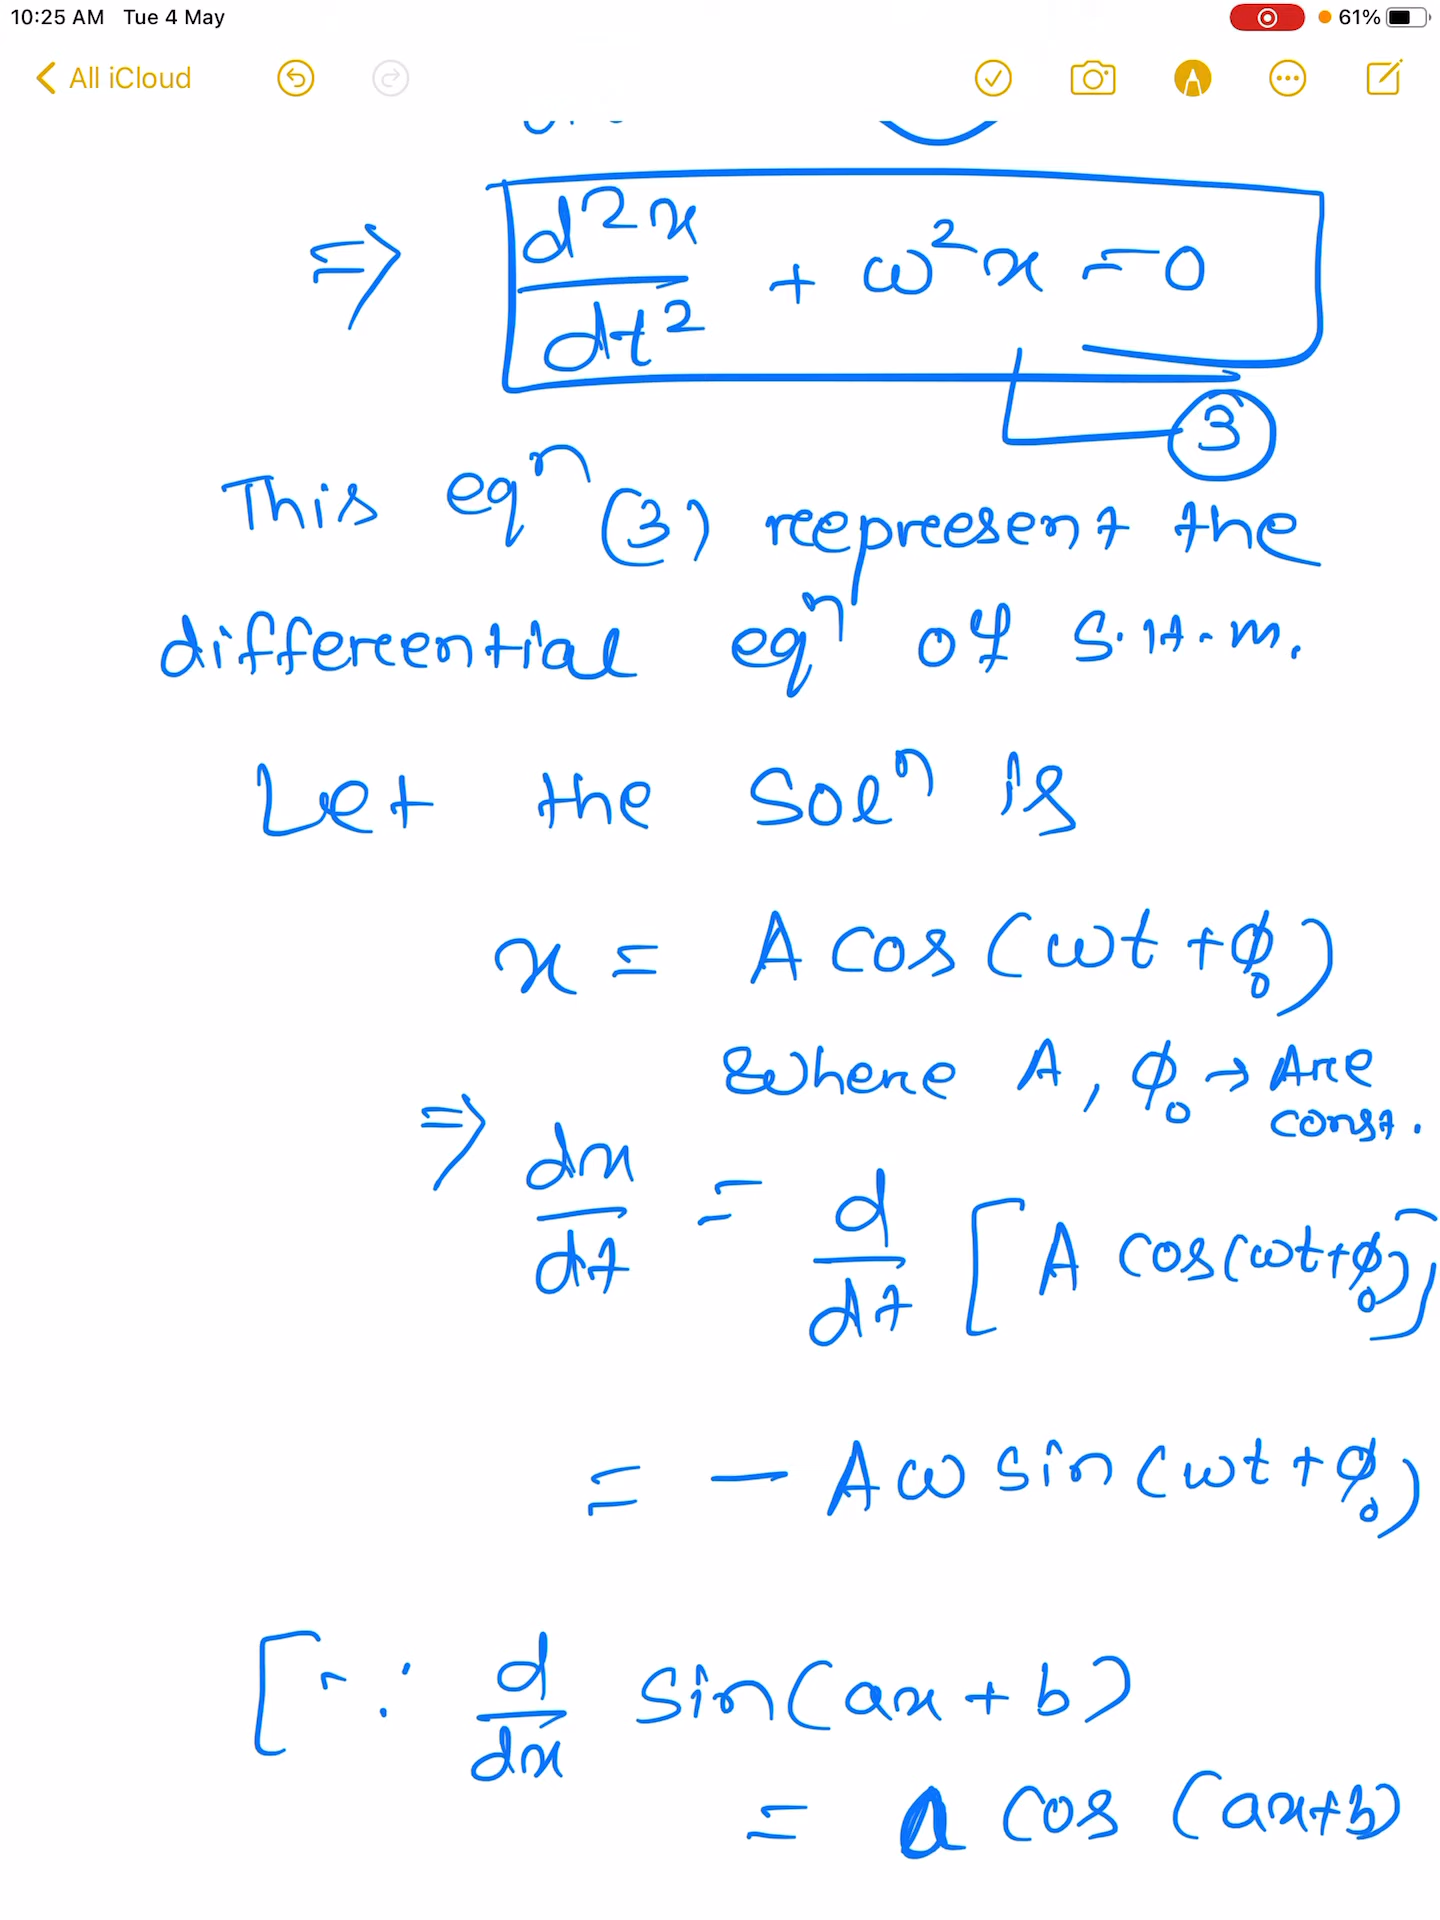 10:25 AM Tue 4 May 61%
All iCloud
⇒ d²x/dt² + ω²x = 0
3
This eqⁿ (3) reepreesent the
differeential eqⁿ of S.H.M.
Let the Solⁿ is
x = A cos (ωt + ϕ₀)
where A, ϕ₀ → Are
const.
⇒ dx/dt = d/dt [A cos(ωt+ϕ₀)]
= - Aω sin (ωt + ϕ₀)
[∵ d/dx sin(ax + b)
= a cos (ax+b)